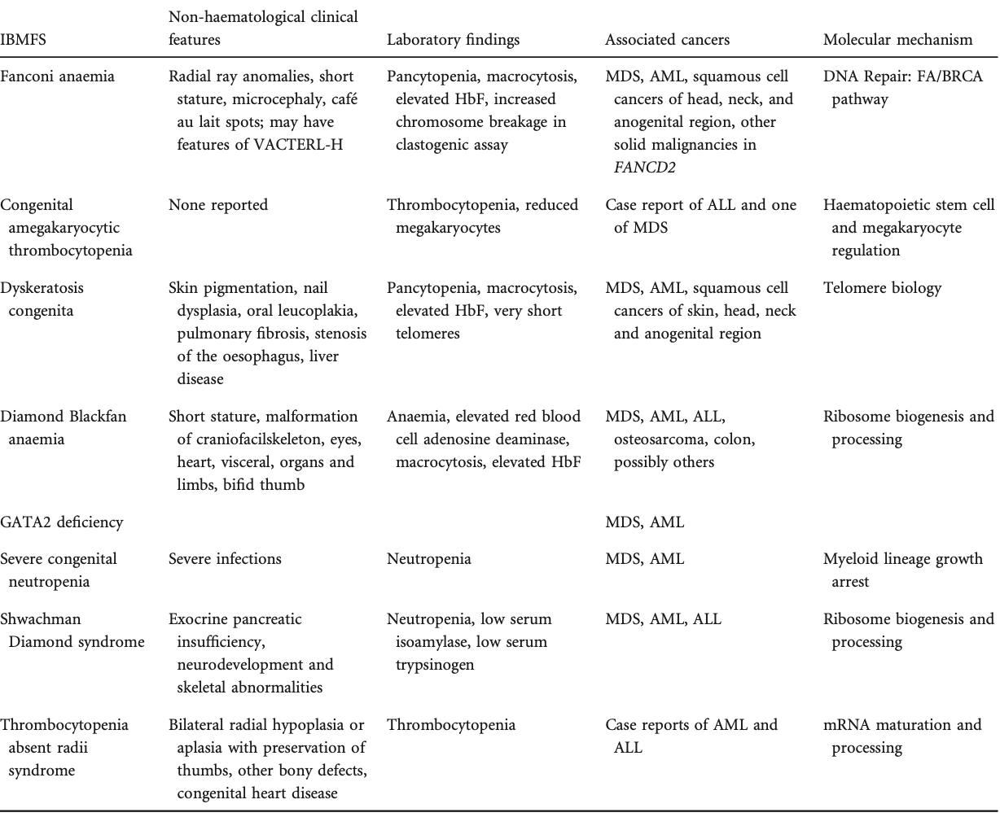 IBMFS
Non-haematological clinical
features
Laboratory findings
Associated cancers
Molecular mechanism
Fanconi anaemia
Radial ray anomalies, short
stature, microcephaly, café
au lait spots; may have
features of VACTERL-H
Pancytopenia, macrocytosis,
elevated HbF, increased
chromosome breakage in
clastogenic assay
MDS, AML, squamous cell
cancers of head, neck, and
anogenital region, other
solid malignancies in
FANCD2
DNA Repair: FA/BRCA
pathway
Congenital
amegakaryocytic
thrombocytopenia
None reported
Thrombocytopenia, reduced
megakaryocytes
Case report of ALL and one
of MDS
Haematopoietic stem cell
and megakaryocyte
regulation
Dyskeratosis
congenita
Skin pigmentation, nail
dysplasia, oral leucoplakia,
pulmonary fibrosis, stenosis
of the oesophagus, liver
disease
Pancytopenia, macrocytosis,
elevated HbF, very short
telomeres
MDS, AML, squamous cell
cancers of skin, head, neck
and anogenital region
Telomere biology
Diamond Blackfan
anaemia
Short stature, malformation
of craniofacilskeleton, eyes,
heart, visceral, organs and
limbs, bifid thumb
Anaemia, elevated red blood
cell adenosine deaminase,
macrocytosis, elevated HbF
MDS, AML, ALL,
osteosarcoma, colon,
possibly others
Ribosome biogenesis and
processing
GATA2 deficiency
MDS, AML
Severe congenital
neutropenia
Severe infections
Neutropenia
MDS, AML
Myeloid lineage growth
arrest
Shwachman
Diamond syndrome
Exocrine pancreatic
insufficiency,
neurodevelopment and
skeletal abnormalities
Neutropenia, low serum
isoamylase, low serum
trypsinogen
MDS, AML, ALL
Ribosome biogenesis and
processing
Thrombocytopenia
absent radii
syndrome
Bilateral radial hypoplasia or
aplasia with preservation of
thumbs, other bony defects,
congenital heart disease
Thrombocytopenia
Case reports of AML and
ALL
mRNA maturation and
processing